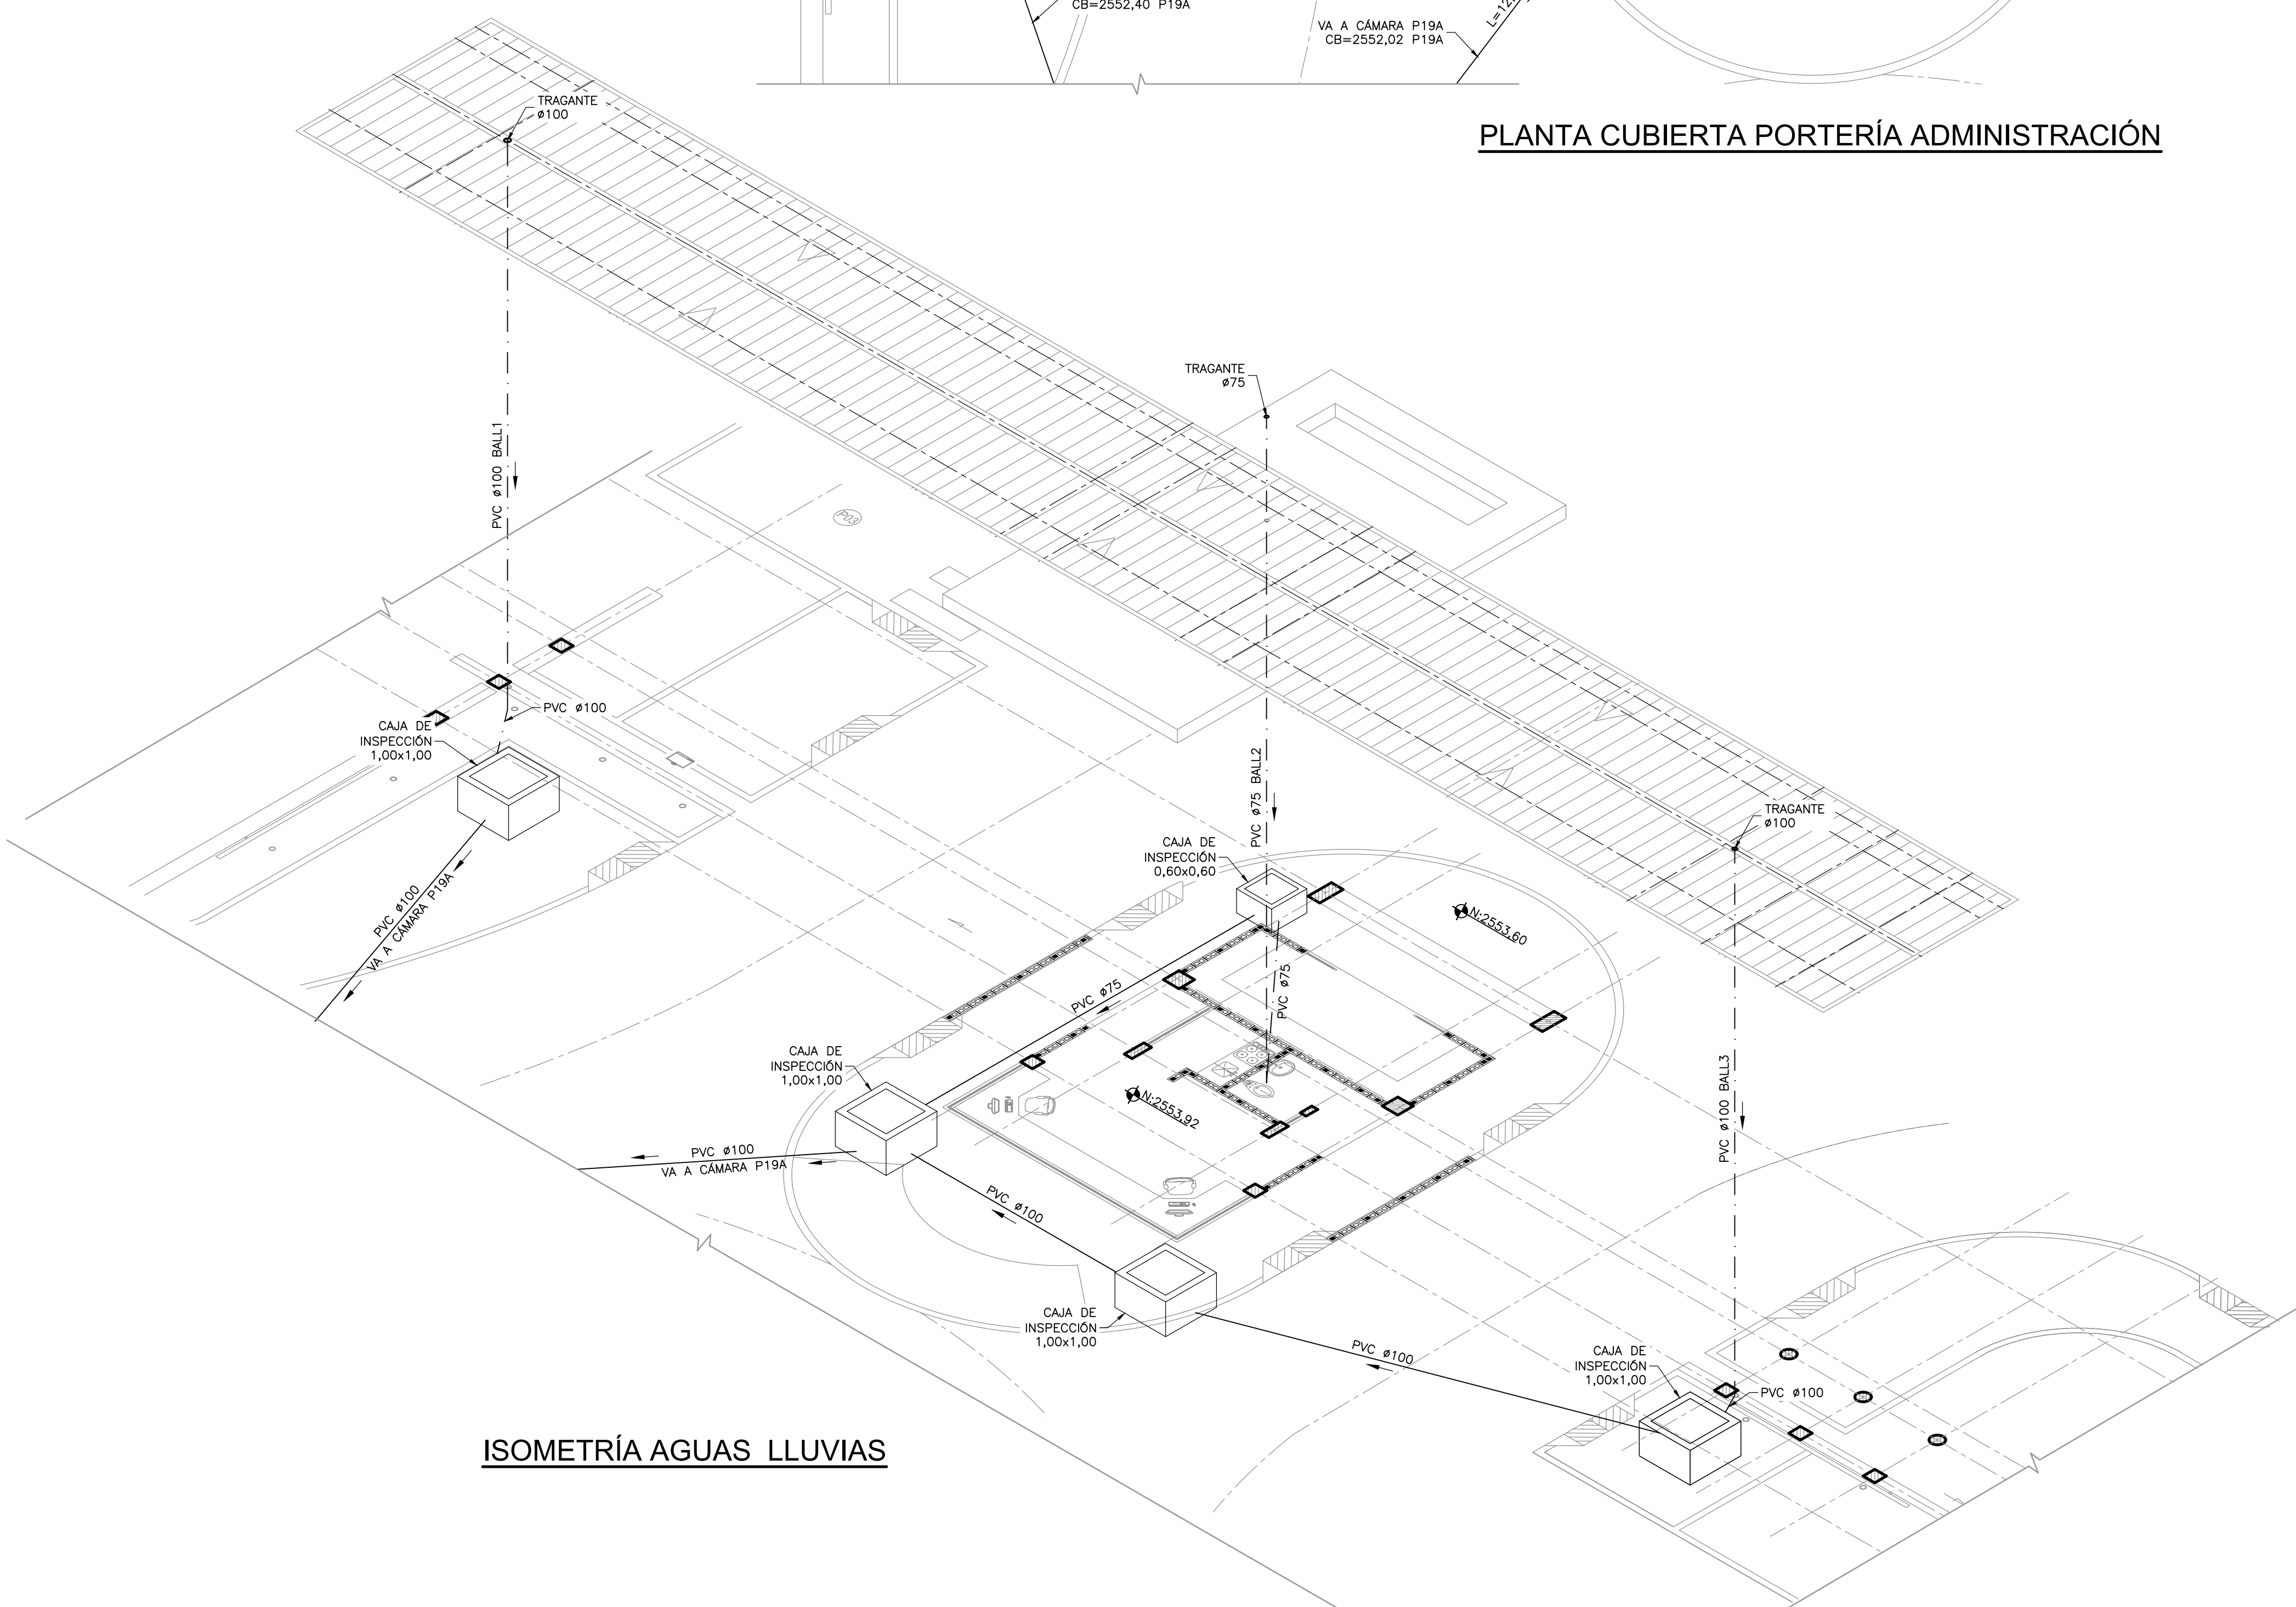 CB=2552,40 P19A
VA A CÁMARA P19A
CB=2552,02 P19A
PLANTA CUBIERTA PORTERÍA ADMINISTRACIÓN
TRAGANTE
ø100
TRAGANTE
ø75
PVC ø100 BALL1
P03
PVC ø100
CAJA DE
INSPECCIÓN
1,00x1,00
PVC ø75 BALL2
TRAGANTE
ø100
CAJA DE
INSPECCIÓN
0,60x0,60
PVC ø100
VA A CÁMARA P19A
N:2553,60
PVC ø75
PVC ø75
CAJA DE
INSPECCIÓN
1,00x1,00
N:2553,92
PVC ø100 BALL3
PVC ø100
VA A CÁMARA P19A
PVC ø100
CAJA DE
INSPECCIÓN
1,00x1,00
PVC ø100
CAJA DE
INSPECCIÓN
1,00x1,00
PVC ø100
ISOMETRÍA AGUAS LLUVIAS